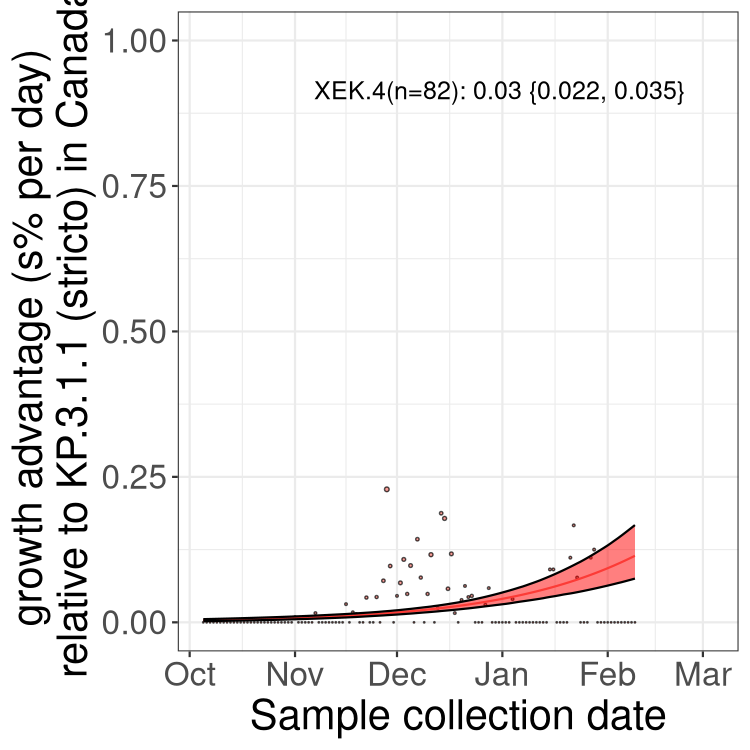 growth advantage (s% per day)
relative to KP.3.1.1 (stricto) in Canada
1.00
0.75
0.50
0.25
0.00
XEK.4(n=82): 0.03 {0.022, 0.035}
Oct Nov Dec Jan Feb Mar
Sample collection date